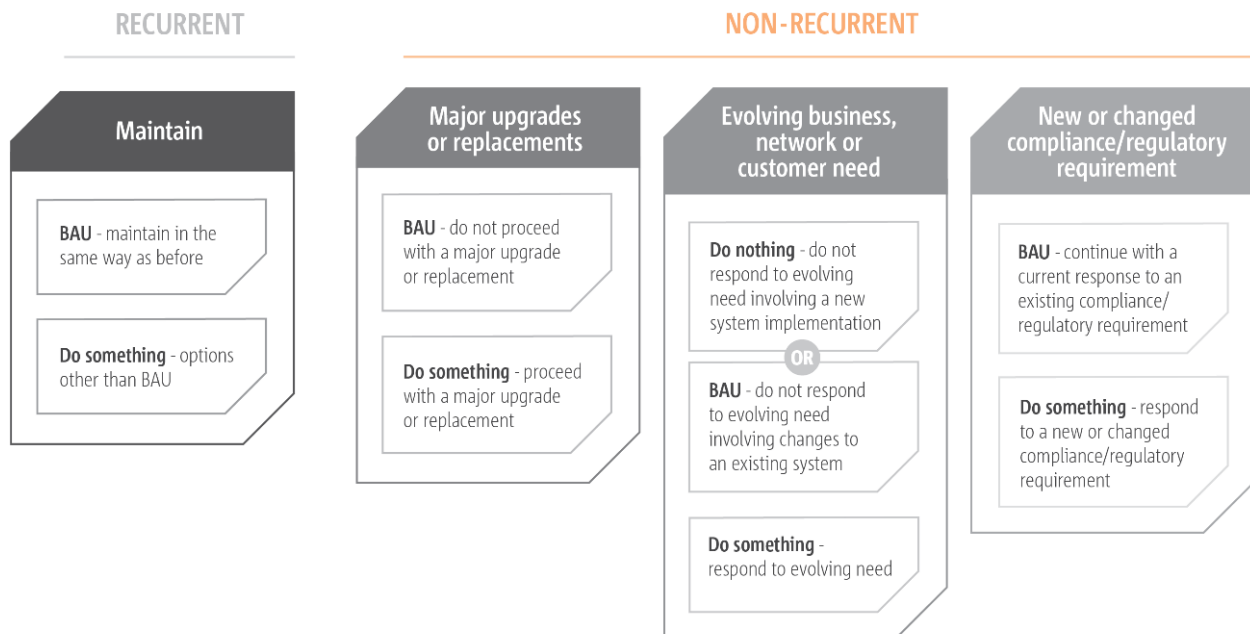 RECURRENT
NON-RECURRENT
Maintain
BAU - maintain in the
same way as before
Do something - options
other than BAU
Major upgrades
or replacements
BAU - do not proceed
with a major upgrade
or replacement
Do something - proceed
with a major upgrade
or replacement
Evolving business,
network or
customer need
Do nothing - do not
respond to evolving
need involving a new
system implementation
OR
BAU - do not respond
to evolving need
involving changes to
an existing system
Do something -
respond to evolving need
New or changed
compliance/regulatory
requirement
BAU - continue with a
current response to an
existing compliance/
regulatory requirement
Do something - respond
to a new or changed
compliance/regulatory
requirement